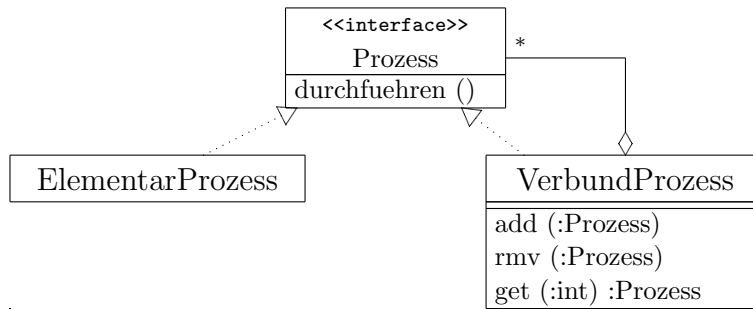 <<interface>>
Prozess
*
durchfuehren ()
ElementarProzess
VerbundProzess
add (:Prozess)
rmv (:Prozess)
get (:int) :Prozess